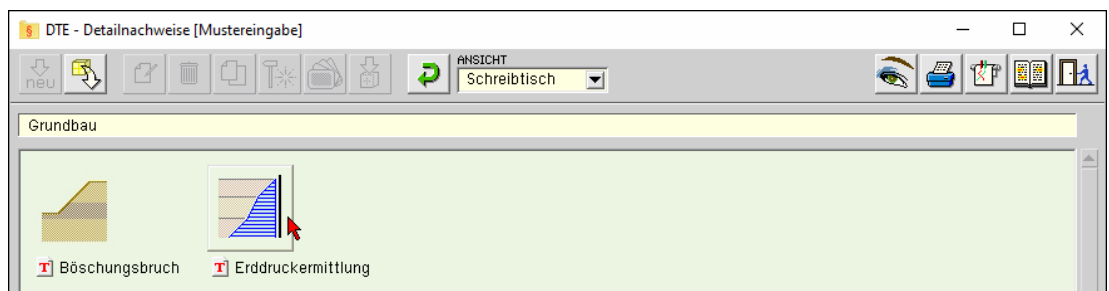 § DTE - Detailnachweise [Mustereingabe]
neu
ANSICHT
Schreibtisch
Grundbau
T Böschungsbruch
T Erddruckermittlung